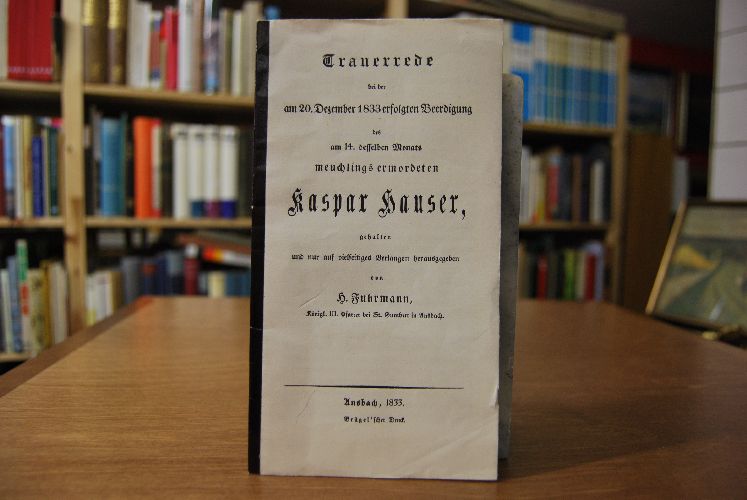 Trauerrede
bei der
am 20. Dezember 1833 erfolgten Beerdigung
des
am 14. desselben Monats
meuchlings ermordeten
Kaspar Hauser,
gehalten
und nur auf vielseitiges Verlangen herausgegeben
von
H. Fuhrmann,
Königl. III. Pfarrer bei St. Gumbert in Ansbach.
Ansbach, 1833.
Brügel'scher Druck.